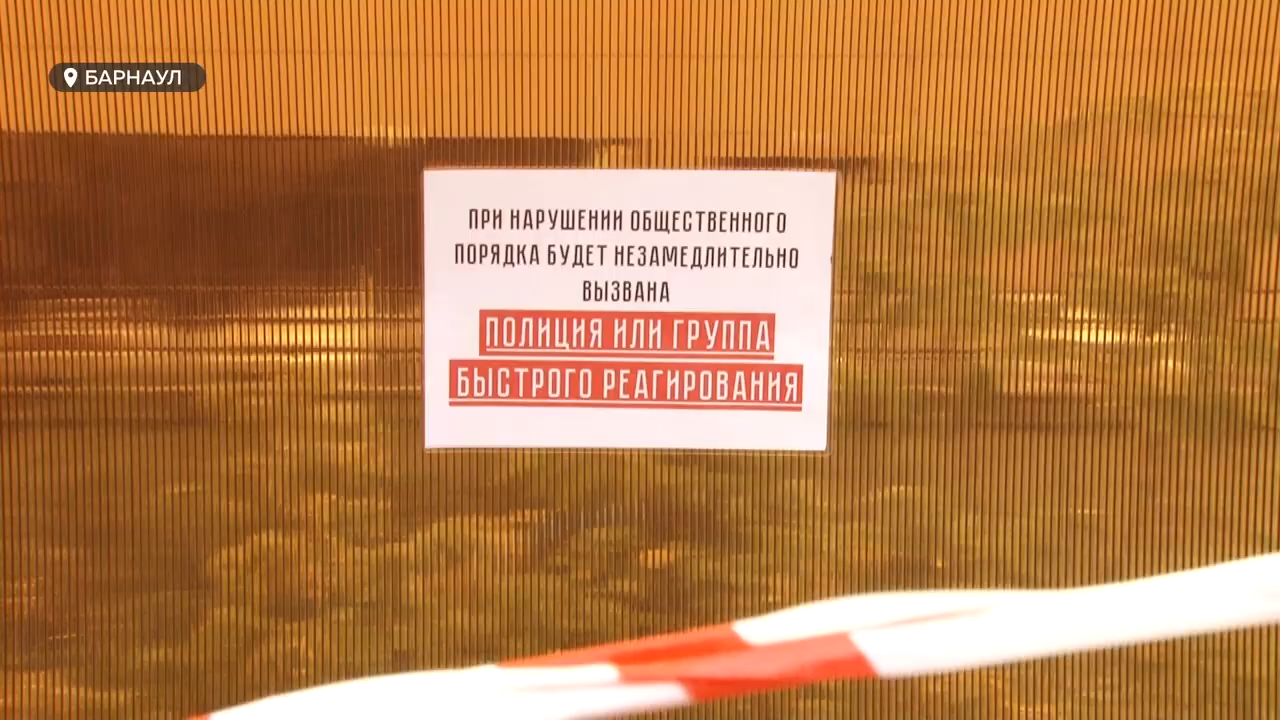 БАРНАУЛ
ПРИ НАРУШЕНИИ ОБЩЕСТВЕННОГО
ПОРЯДКА БУДЕТ НЕЗАМЕДЛИТЕЛЬНО
ВЫЗВАНА
ПОЛИЦИЯ ИЛИ ГРУППА
БЫСТРОГО РЕАГИРОВАНИЯ